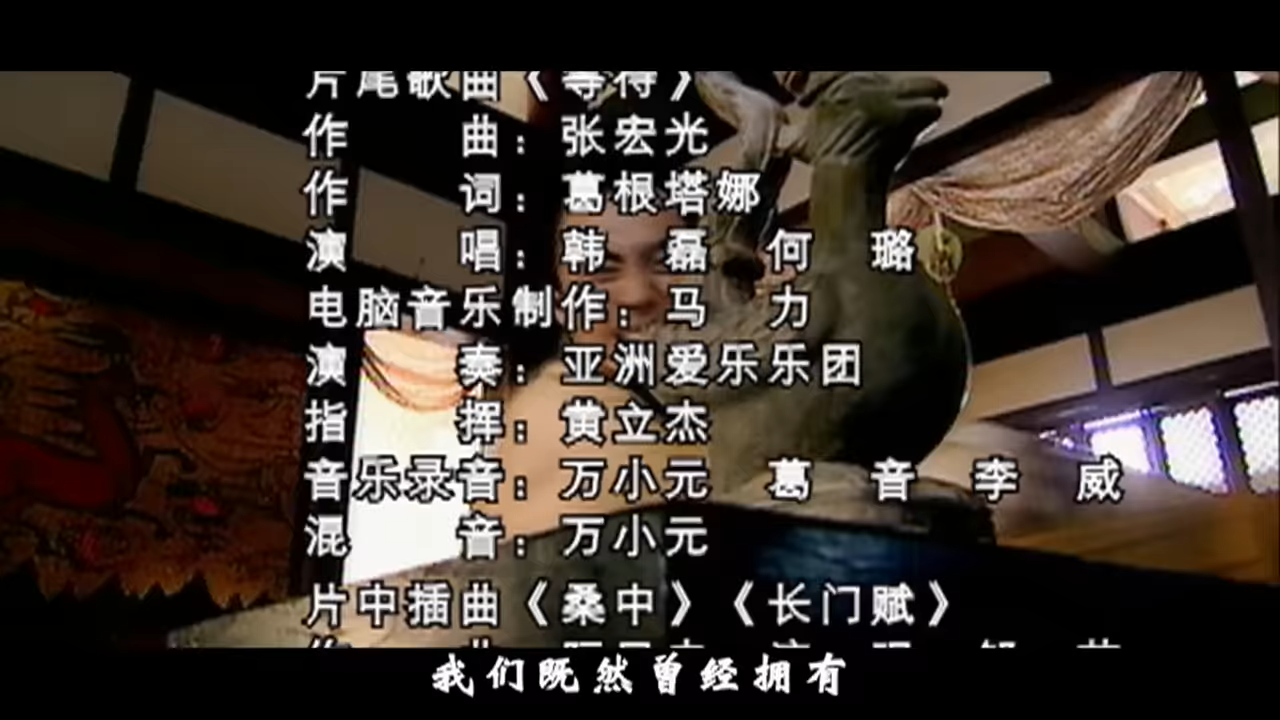 片尾歌曲《等待》
作 曲：张宏光
作 词：葛根塔娜
演 唱：韩 磊 何 璐
电脑音乐制作：马 力
演 奏：亚洲爱乐乐团
指 挥：黄立杰
音乐录音：万小元 葛 音 李 威
混 音：万小元
片中插曲《桑中》《长门赋》
我们既然曾经拥有